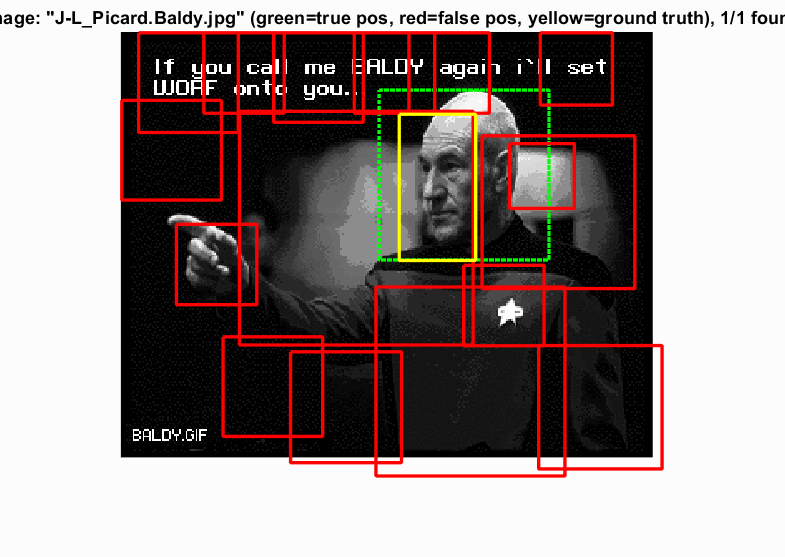 nage: "J-L_Picard.Baldy.jpg" (green=true pos, red=false pos, yellow=ground truth), 1/1 four
If you call me BALDY again i`ll set
WORF onto you..
BALDY.GIF